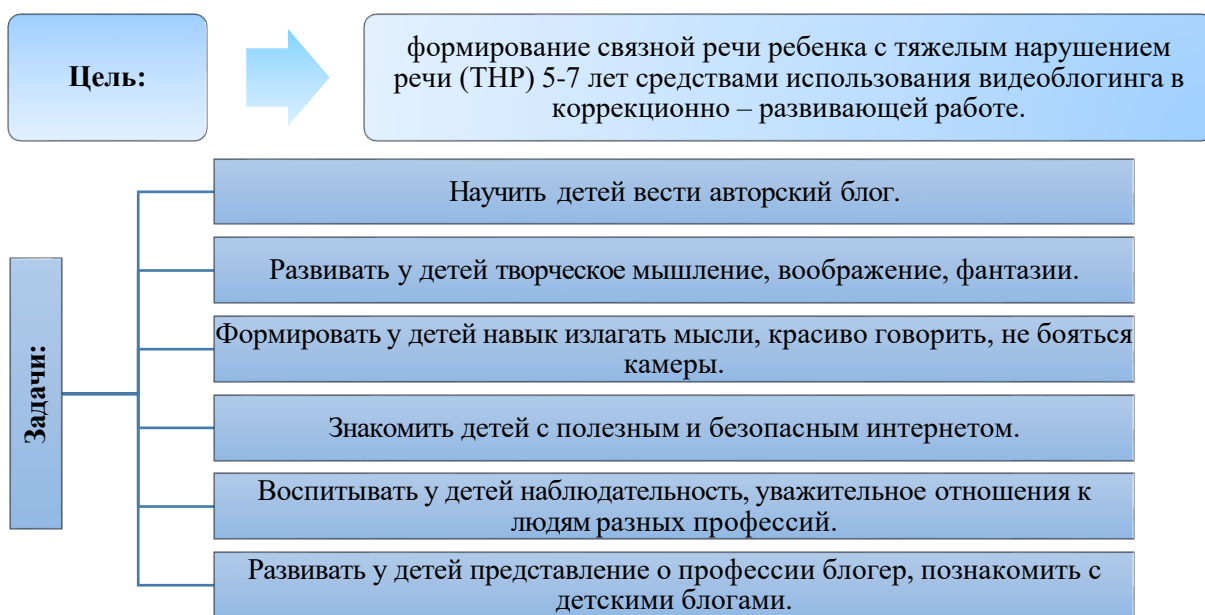 Цель:
формирование связной речи ребенка с тяжелым нарушением
речи (ТНР) 5-7 лет средствами использования видеоблогинга в
коррекционно – развивающей работе.
Задачи:
Научить детей вести авторский блог.
Развивать у детей творческое мышление, воображение, фантазии.
Формировать у детей навык излагать мысли, красиво говорить, не бояться
камеры.
Знакомить детей с полезным и безопасным интернетом.
Воспитывать у детей наблюдательность, уважительное отношения к
людям разных профессий.
Развивать у детей представление о профессии блогер, познакомить с
детскими блогами.